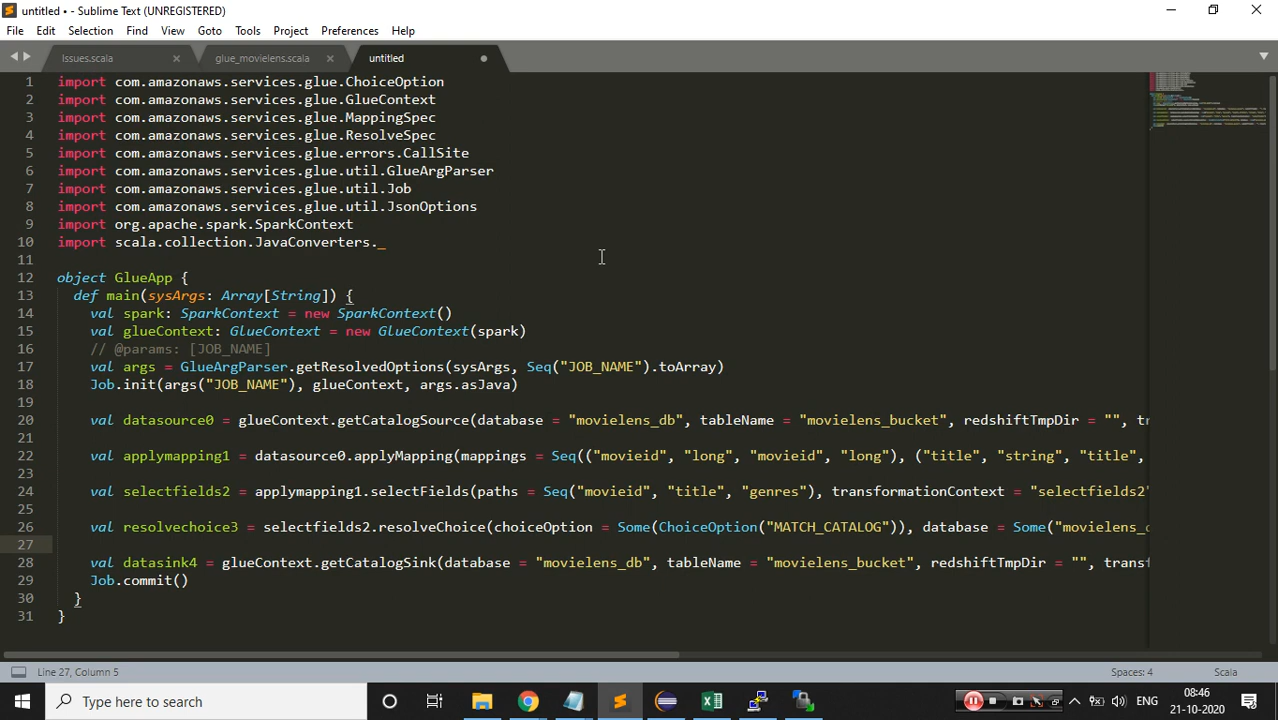 untitled • - Sublime Text (UNREGISTERED)
File Edit Selection Find View Goto Tools Project Preferences Help
Issues.scala glue_movielens.scala untitled
1 import com.amazonaws.services.glue.ChoiceOption
2 import com.amazonaws.services.glue.GlueContext
3 import com.amazonaws.services.glue.MappingSpec
4 import com.amazonaws.services.glue.ResolveSpec
5 import com.amazonaws.services.glue.errors.CallSite
6 import com.amazonaws.services.glue.util.GlueArgParser
7 import com.amazonaws.services.glue.util.Job
8 import com.amazonaws.services.glue.util.JsonOptions
9 import org.apache.spark.SparkContext
10 import scala.collection.JavaConverters._
11
12 object GlueApp {
13 def main(sysArgs: Array[String]) {
14 val spark: SparkContext = new SparkContext()
15 val glueContext: GlueContext = new GlueContext(spark)
16 // @params: [JOB_NAME]
17 val args = GlueArgParser.getResolvedOptions(sysArgs, Seq("JOB_NAME").toArray)
18 Job.init(args("JOB_NAME"), glueContext, args.asJava)
19
20 val datasource0 = glueContext.getCatalogSource(database = "movielens_db", tableName = "movielens_bucket", redshiftTmpDir = "", tr
21
22 val applymapping1 = datasource0.applyMapping(mappings = Seq(("movieid", "long", "movieid", "long"), ("title", "string", "title",
23
24 val selectfields2 = applymapping1.selectFields(paths = Seq("movieid", "title", "genres"), transformationContext = "selectfields2"
25
26 val resolvechoice3 = selectfields2.resolveChoice(choiceOption = Some(ChoiceOption("MATCH_CATALOG")), database = Some("movielens_d
27
28 val datasink4 = glueContext.getCatalogSink(database = "movielens_db", tableName = "movielens_bucket", redshiftTmpDir = "", transf
29 Job.commit()
30 }
31 }
Line 27, Column 5 Spaces: 4 Scala
Type here to search
ENG
08:46
21-10-2020